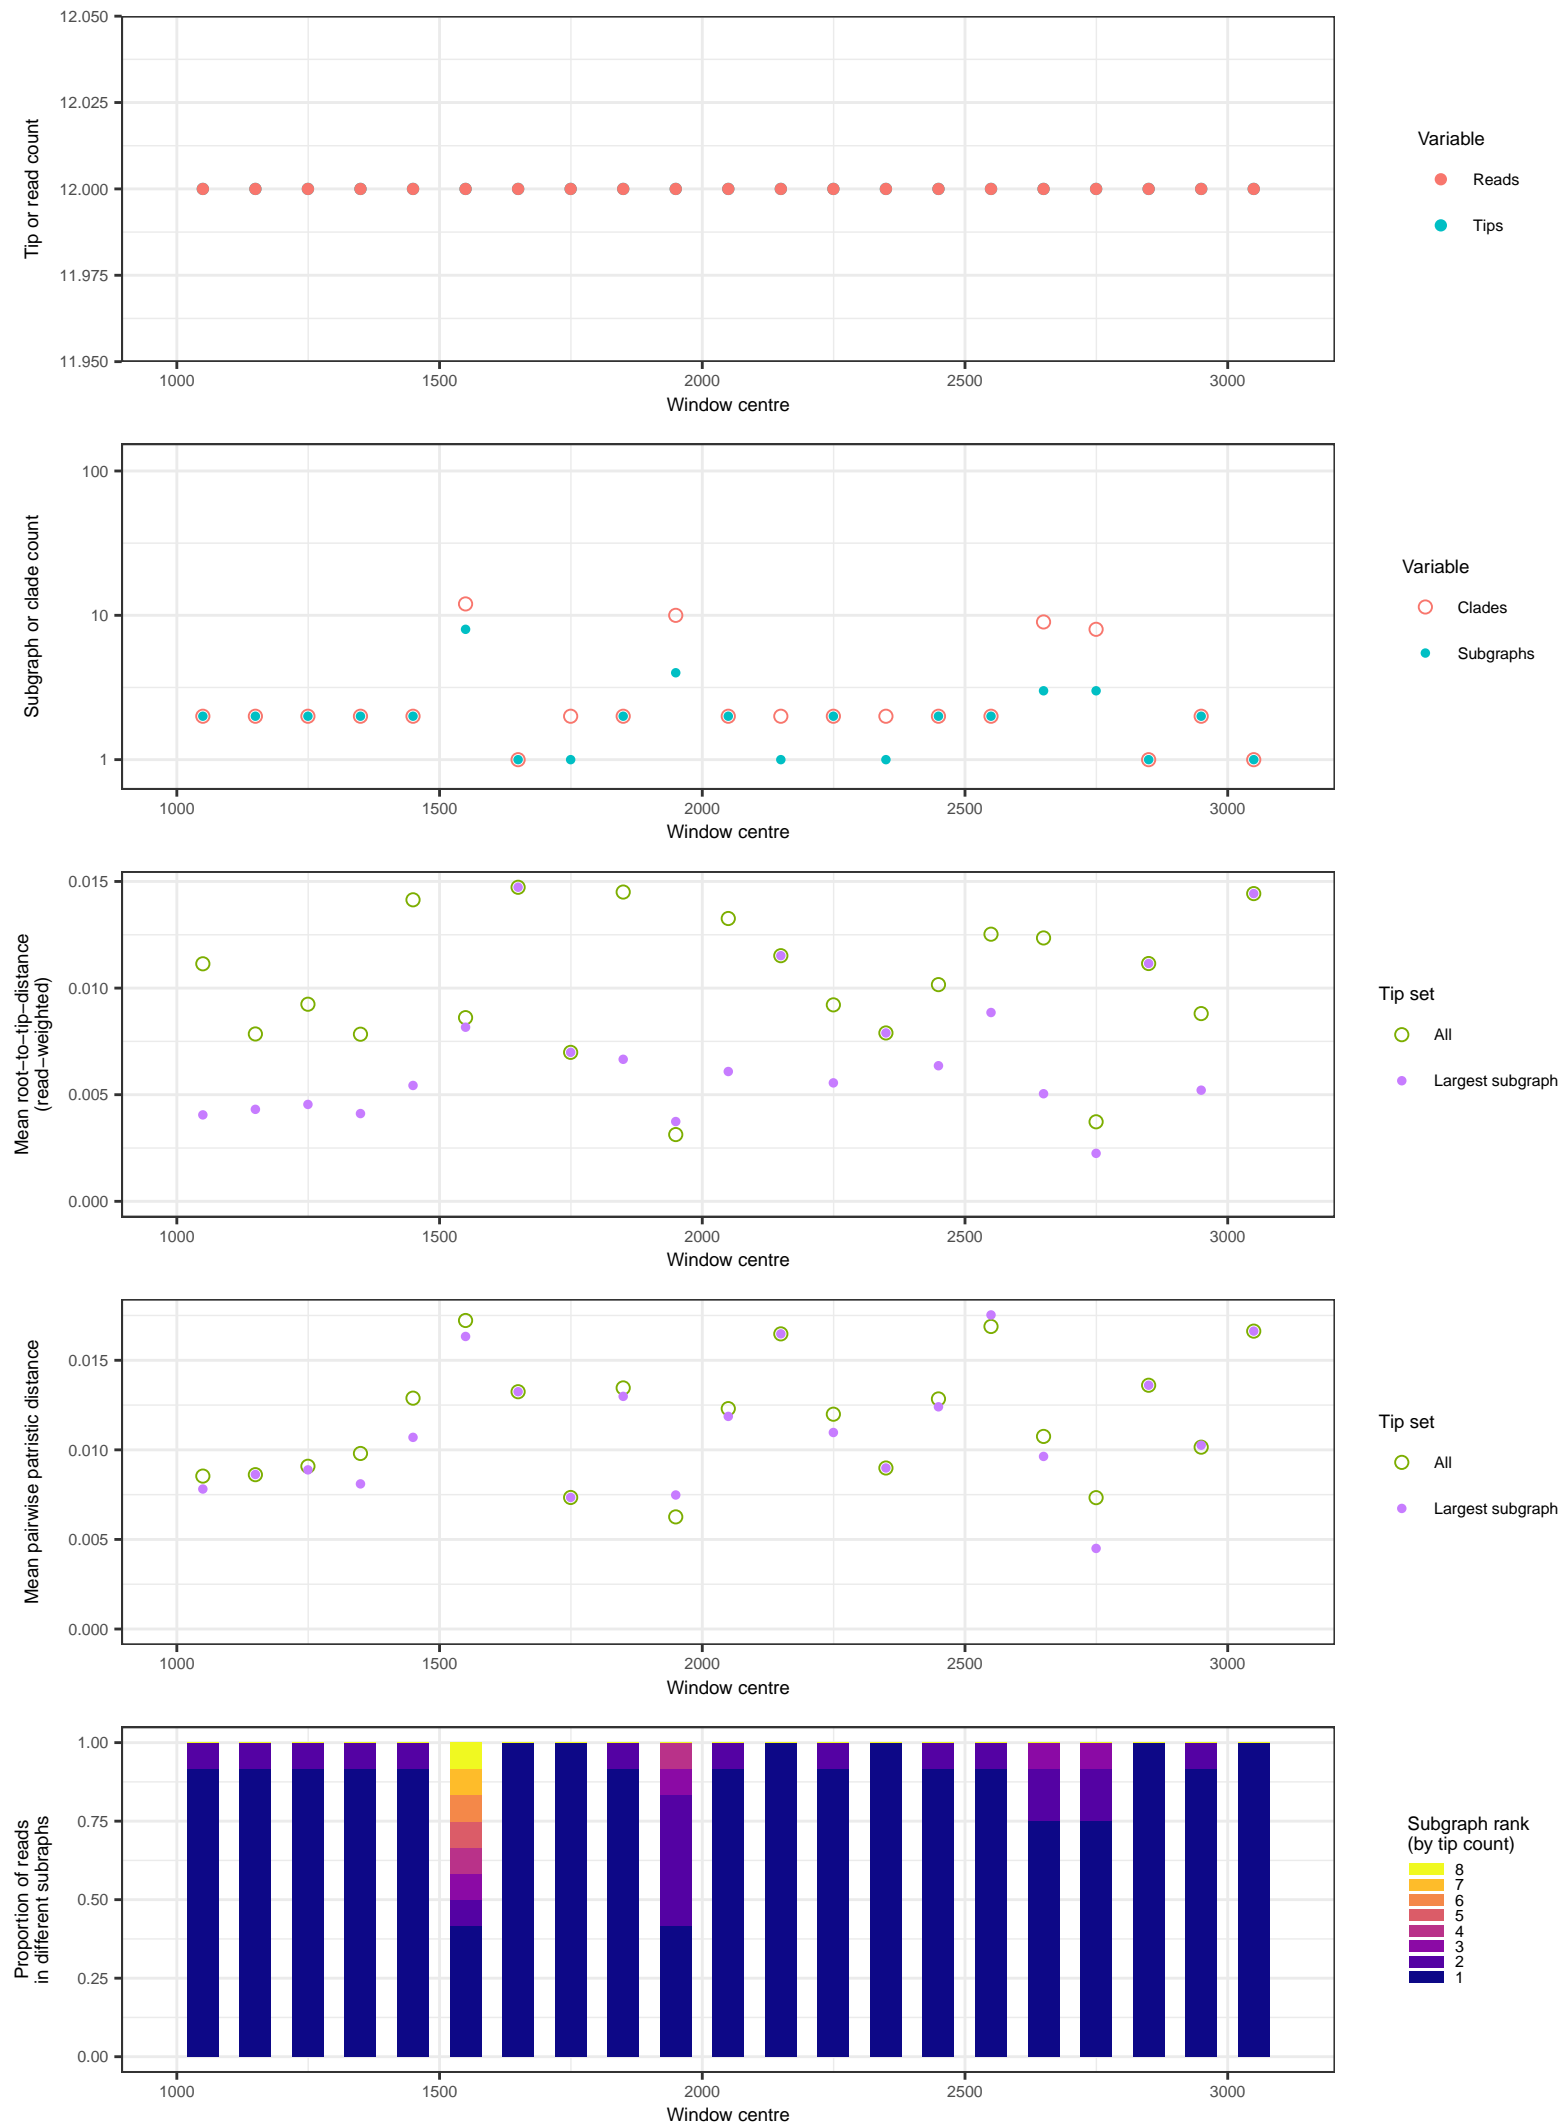 12.050
12.025
12.000
11.975
11.950
Tip or read count
1000 1500 2000 2500 3000
Window centre
Variable
Reads
Tips
100
10
1
Subgraph or clade count
1000 1500 2000 2500 3000
Window centre
Variable
Clades
Subgraphs
0.015
0.010
0.005
0.000
Mean root−to−tip−distance
(read−weighted)
1000 1500 2000 2500 3000
Window centre
Tip set
All
Largest subgraph
0.015
0.010
0.005
0.000
Mean pairwise patristic distance
1000 1500 2000 2500 3000
Window centre
Tip set
All
Largest subgraph
1.00
0.75
0.50
0.25
0.00
Proportion of reads
in different subraphs
1000 1500 2000 2500 3000
Window centre
Subgraph rank
(by tip count)
8
7
6
5
4
3
2
1